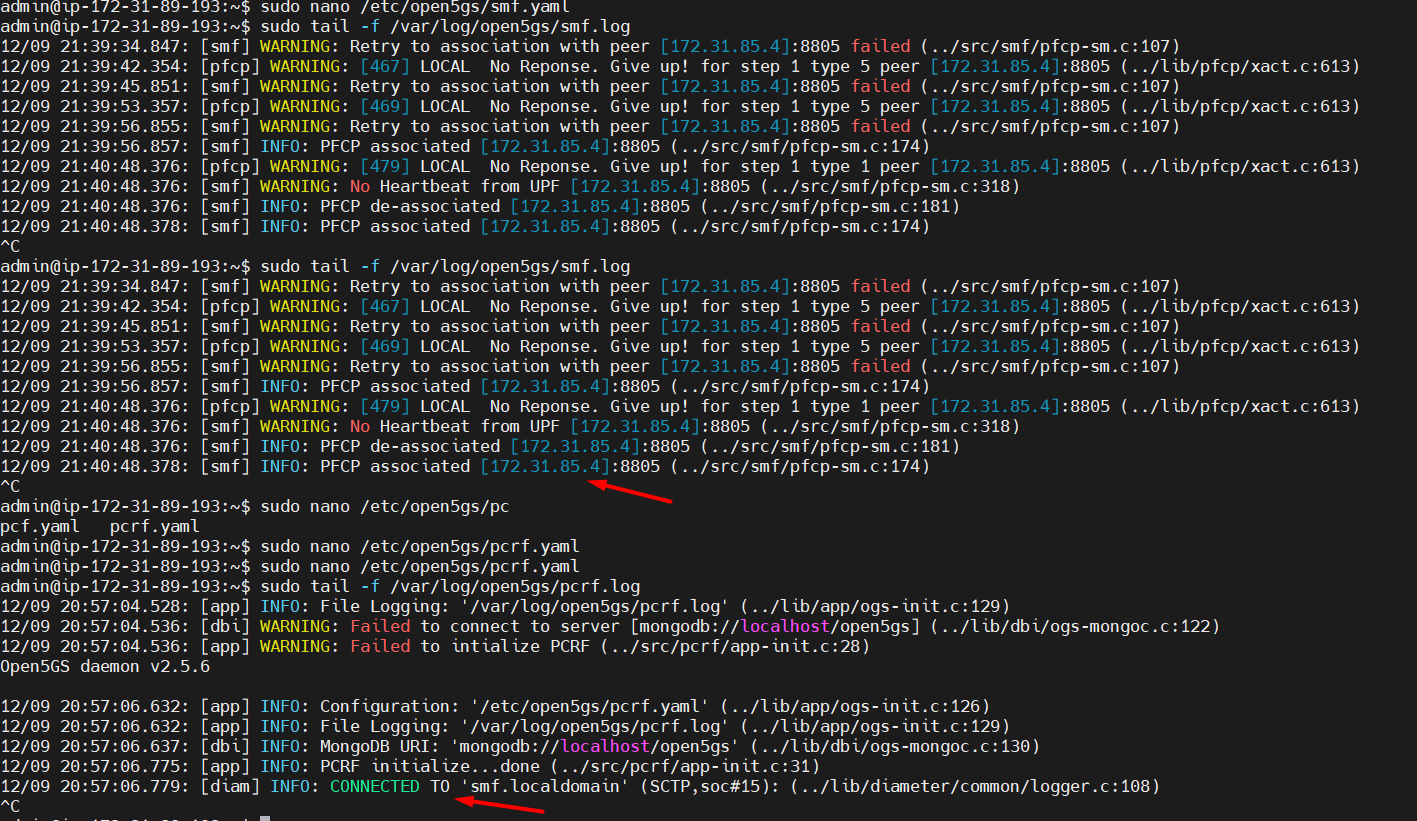 admin@ip-172-31-89-193:~$ sudo nano /etc/open5gs/smf.yaml
admin@ip-172-31-89-193:~$ sudo tail -f /var/log/open5gs/smf.log
12/09 21:39:34.847: [smf] WARNING: Retry to association with peer [172.31.85.4]:8805 failed (../src/smf/pfcp-sm.c:107)
12/09 21:39:42.354: [pfcp] WARNING: [467] LOCAL  No Reponse. Give up! for step 1 type 5 peer [172.31.85.4]:8805 (../lib/pfcp/xact.c:613)
12/09 21:39:45.851: [smf] WARNING: Retry to association with peer [172.31.85.4]:8805 failed (../src/smf/pfcp-sm.c:107)
12/09 21:39:53.357: [pfcp] WARNING: [469] LOCAL  No Reponse. Give up! for step 1 type 5 peer [172.31.85.4]:8805 (../lib/pfcp/xact.c:613)
12/09 21:39:56.855: [smf] WARNING: Retry to association with peer [172.31.85.4]:8805 failed (../src/smf/pfcp-sm.c:107)
12/09 21:39:56.857: [smf] INFO: PFCP associated [172.31.85.4]:8805 (../src/smf/pfcp-sm.c:174)
12/09 21:40:48.376: [pfcp] WARNING: [479] LOCAL  No Reponse. Give up! for step 1 type 1 peer [172.31.85.4]:8805 (../lib/pfcp/xact.c:613)
12/09 21:40:48.376: [smf] WARNING: No Heartbeat from UPF [172.31.85.4]:8805 (../src/smf/pfcp-sm.c:318)
12/09 21:40:48.376: [smf] INFO: PFCP de-associated [172.31.85.4]:8805 (../src/smf/pfcp-sm.c:181)
12/09 21:40:48.378: [smf] INFO: PFCP associated [172.31.85.4]:8805 (../src/smf/pfcp-sm.c:174)
^C
admin@ip-172-31-89-193:~$ sudo tail -f /var/log/open5gs/smf.log
12/09 21:39:34.847: [smf] WARNING: Retry to association with peer [172.31.85.4]:8805 failed (../src/smf/pfcp-sm.c:107)
12/09 21:39:42.354: [pfcp] WARNING: [467] LOCAL  No Reponse. Give up! for step 1 type 5 peer [172.31.85.4]:8805 (../lib/pfcp/xact.c:613)
12/09 21:39:45.851: [smf] WARNING: Retry to association with peer [172.31.85.4]:8805 failed (../src/smf/pfcp-sm.c:107)
12/09 21:39:53.357: [pfcp] WARNING: [469] LOCAL  No Reponse. Give up! for step 1 type 5 peer [172.31.85.4]:8805 (../lib/pfcp/xact.c:613)
12/09 21:39:56.855: [smf] WARNING: Retry to association with peer [172.31.85.4]:8805 failed (../src/smf/pfcp-sm.c:107)
12/09 21:39:56.857: [smf] INFO: PFCP associated [172.31.85.4]:8805 (../src/smf/pfcp-sm.c:174)
12/09 21:40:48.376: [pfcp] WARNING: [479] LOCAL  No Reponse. Give up! for step 1 type 1 peer [172.31.85.4]:8805 (../lib/pfcp/xact.c:613)
12/09 21:40:48.376: [smf] WARNING: No Heartbeat from UPF [172.31.85.4]:8805 (../src/smf/pfcp-sm.c:318)
12/09 21:40:48.376: [smf] INFO: PFCP de-associated [172.31.85.4]:8805 (../src/smf/pfcp-sm.c:181)
12/09 21:40:48.378: [smf] INFO: PFCP associated [172.31.85.4]:8805 (../src/smf/pfcp-sm.c:174)
^C
admin@ip-172-31-89-193:~$ sudo nano /etc/open5gs/pc
pcf.yaml   pcrf.yaml
admin@ip-172-31-89-193:~$ sudo nano /etc/open5gs/pcrf.yaml
admin@ip-172-31-89-193:~$ sudo nano /etc/open5gs/pcrf.yaml
admin@ip-172-31-89-193:~$ sudo tail -f /var/log/open5gs/pcrf.log
12/09 20:57:04.528: [app] INFO: File Logging: '/var/log/open5gs/pcrf.log' (../lib/app/ogs-init.c:129)
12/09 20:57:04.536: [dbi] WARNING: Failed to connect to server [mongodb://localhost/open5gs] (../lib/dbi/ogs-mongoc.c:122)
12/09 20:57:04.536: [app] WARNING: Failed to intialize PCRF (../src/pcrf/app-init.c:28)
Open5GS daemon v2.5.6
12/09 20:57:06.632: [app] INFO: Configuration: '/etc/open5gs/pcrf.yaml' (../lib/app/ogs-init.c:126)
12/09 20:57:06.632: [app] INFO: File Logging: '/var/log/open5gs/pcrf.log' (../lib/app/ogs-init.c:129)
12/09 20:57:06.637: [dbi] INFO: MongoDB URI: 'mongodb://localhost/open5gs' (../lib/dbi/ogs-mongoc.c:130)
12/09 20:57:06.775: [app] INFO: PCRF initialize...done (../src/pcrf/app-init.c:31)
12/09 20:57:06.779: [diam] INFO: CONNECTED TO 'smf.localdomain' (SCTP,soc#15): (../lib/diameter/common/logger.c:108)
^C